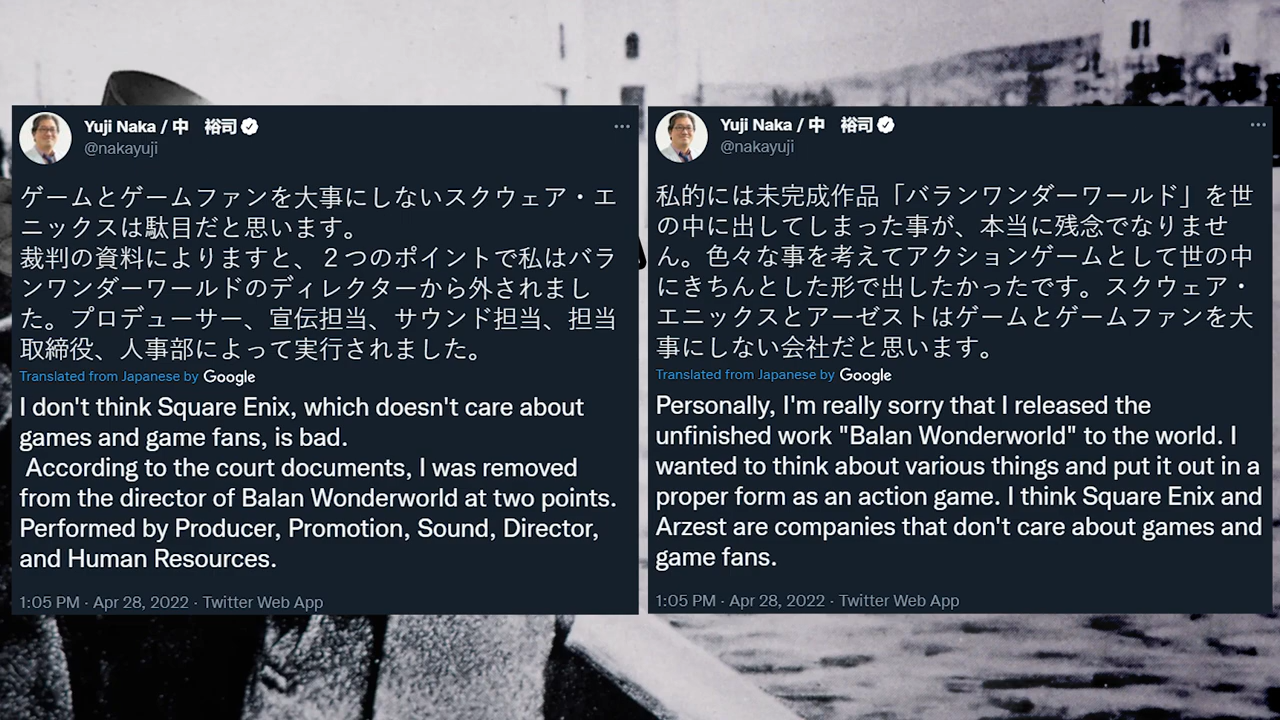 Yuji Naka / 中　裕司
@nakayuji
ゲームとゲームファンを大事にしないスクウェア・エ
ニックスは駄目だと思います。
裁判の資料によりますと、２つのポイントで私はバラ
ンワンダーワールドのディレクターから外されまし
た。プロデューサー、宣伝担当、サウンド担当、担当
取締役、人事部によって実行されました。
Translated from Japanese by Google
I don't think Square Enix, which doesn't care about
games and game fans, is bad.
According to the court documents, I was removed
from the director of Balan Wonderworld at two points.
Performed by Producer, Promotion, Sound, Director,
and Human Resources.
1:05 PM · Apr 28, 2022 · Twitter Web App
Yuji Naka / 中　裕司
@nakayuji
私的には未完成作品「バランワンダーワールド」を世
の中に出してしまった事が、本当に残念でなりませ
ん。色々な事を考えてアクションゲームとして世の中
にきちんとした形で出したかったです。スクウェア・
エニックスとアーゼストはゲームとゲームファンを大
事にしない会社だと思います。
Translated from Japanese by Google
Personally, I'm really sorry that I released the
unfinished work "Balan Wonderworld" to the world. I
wanted to think about various things and put it out in a
proper form as an action game. I think Square Enix and
Arzest are companies that don't care about games and
game fans.
1:05 PM · Apr 28, 2022 · Twitter Web App